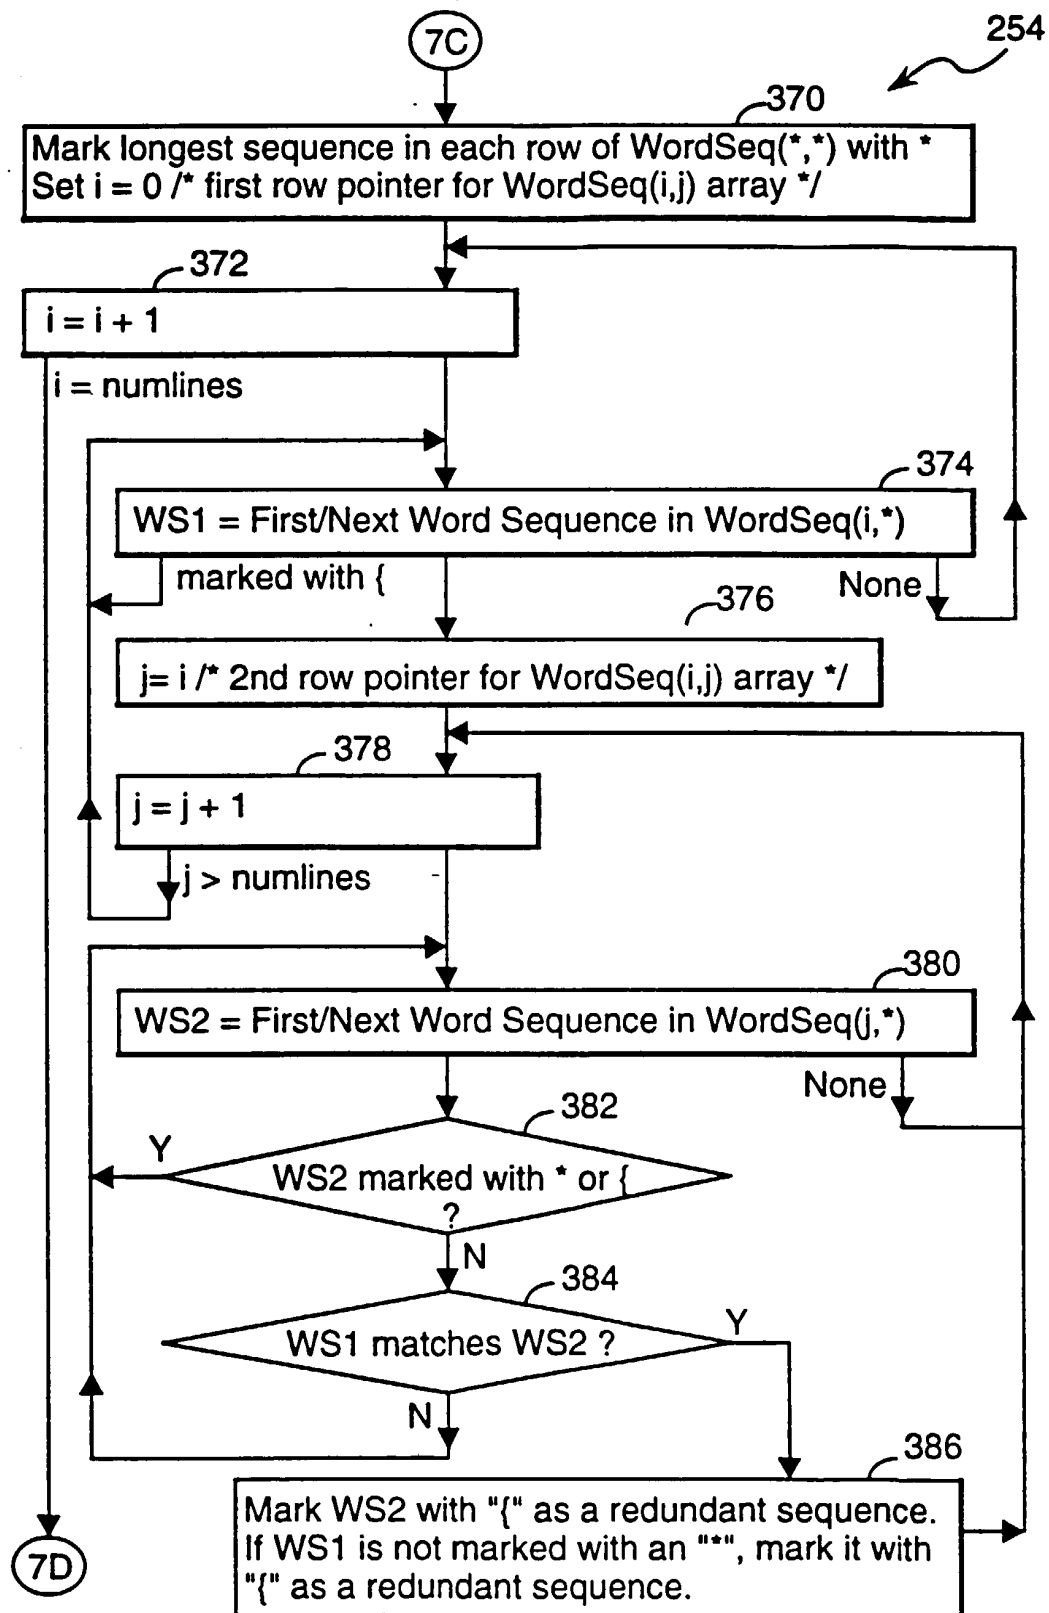 7C
254
370
Mark longest sequence in each row of WordSeq(*,*) with *
Set i = 0 /* first row pointer for WordSeq(i,j) array */
372
i = i + 1
i = numlines
374
WS1 = First/Next Word Sequence in WordSeq(i,*)
marked with {
None
376
j= i /* 2nd row pointer for WordSeq(i,j) array */
378
j = j + 1
j > numlines
380
WS2 = First/Next Word Sequence in WordSeq(j,*)
None
382
Y
WS2 marked with * or {
?
N
384
WS1 matches WS2 ?
Y
N
386
Mark WS2 with "{" as a redundant sequence.
If WS1 is not marked with an "*", mark it with
"{" as a redundant sequence.
7D